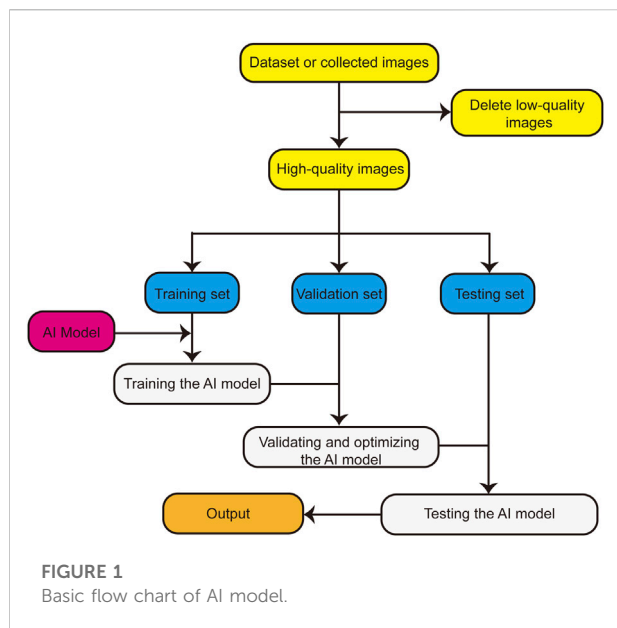 Dataset or collected images
Delete low-quality
images
High-quality images
Training set
Validation set
Testing set
AI Model
Training the AI model
Validating and optimizing
the AI model
Output
Testing the AI model
FIGURE 1
Basic flow chart of AI model.